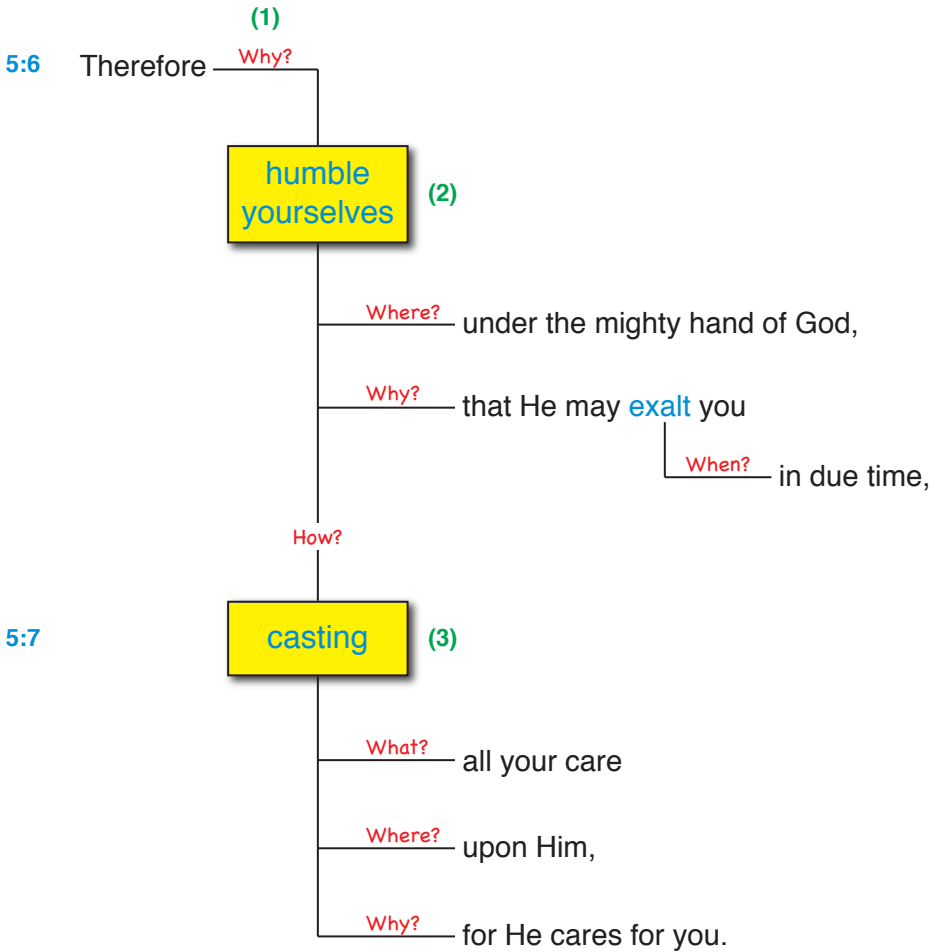 (1)
5:6 Therefore Why?
humble
yourselves (2)
Where? under the mighty hand of God,
Why? that He may exalt you
When? in due time,
How?
5:7 casting (3)
What? all your care
Where? upon Him,
Why? for He cares for you.